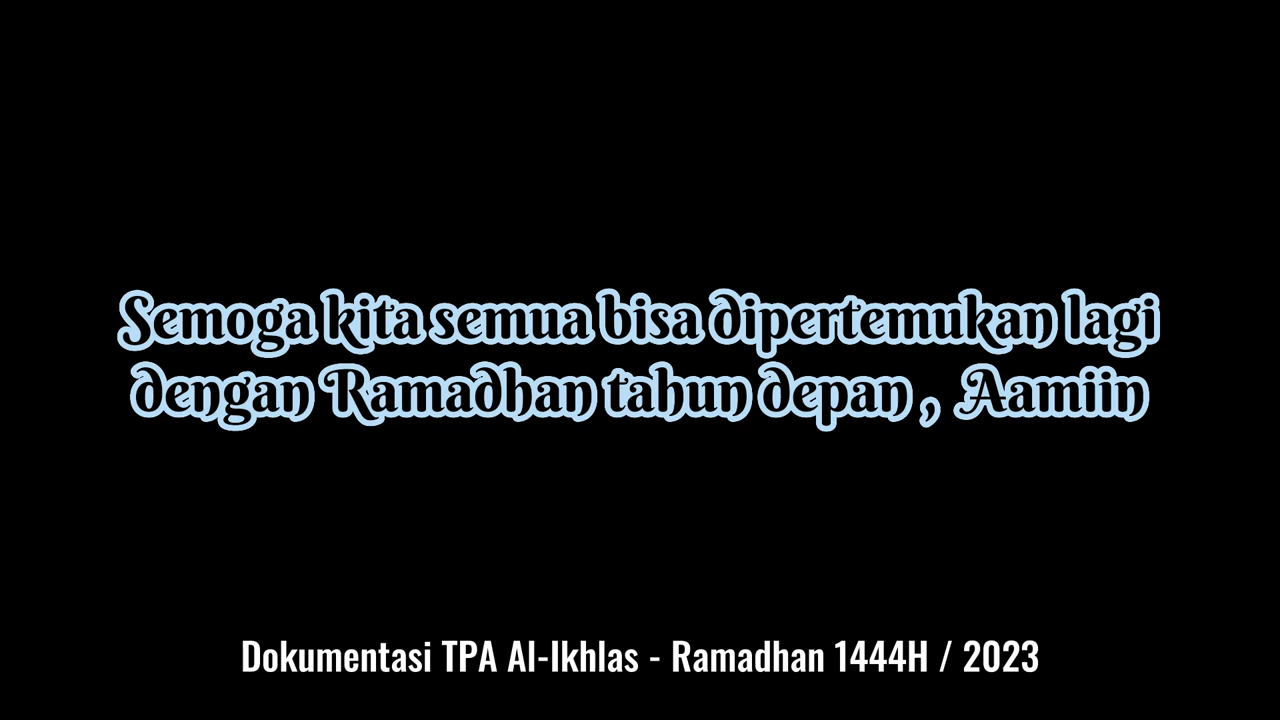 Semoga kita semua bisa dipertemukan lagi
dengan Ramadhan tahun depan , Aamiin
Dokumentasi TPA Al-Ikhlas - Ramadhan 1444H / 2023